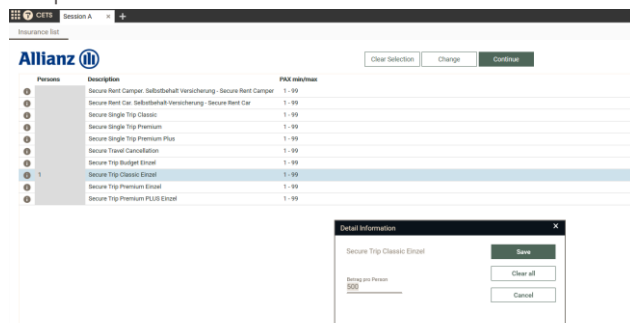 CETS Session A × +
Insurance list
Allianz
Clear Selection Change Continue
Persons Description PAX min/max
Secure Rent Camper. Selbstbehalt Versicherung - Secure Rent Camper 1 - 99
Secure Rent Car. Selbstbehalt-Versicherung - Secure Rent Car 1 - 99
Secure Single Trip Classic 1 - 99
Secure Single Trip Premium 1 - 99
Secure Single Trip Premium Plus 1 - 99
Secure Travel Cancellation 1 - 99
Secure Trip Budget Einzel 1 - 99
1 Secure Trip Classic Einzel 1 - 99
Secure Trip Premium Einzel 1 - 99
Secure Trip Premium PLUS Einzel 1 - 99
Detail Information X
Secure Trip Classic Einzel Save
Betrag pro Person Clear all
500
Cancel